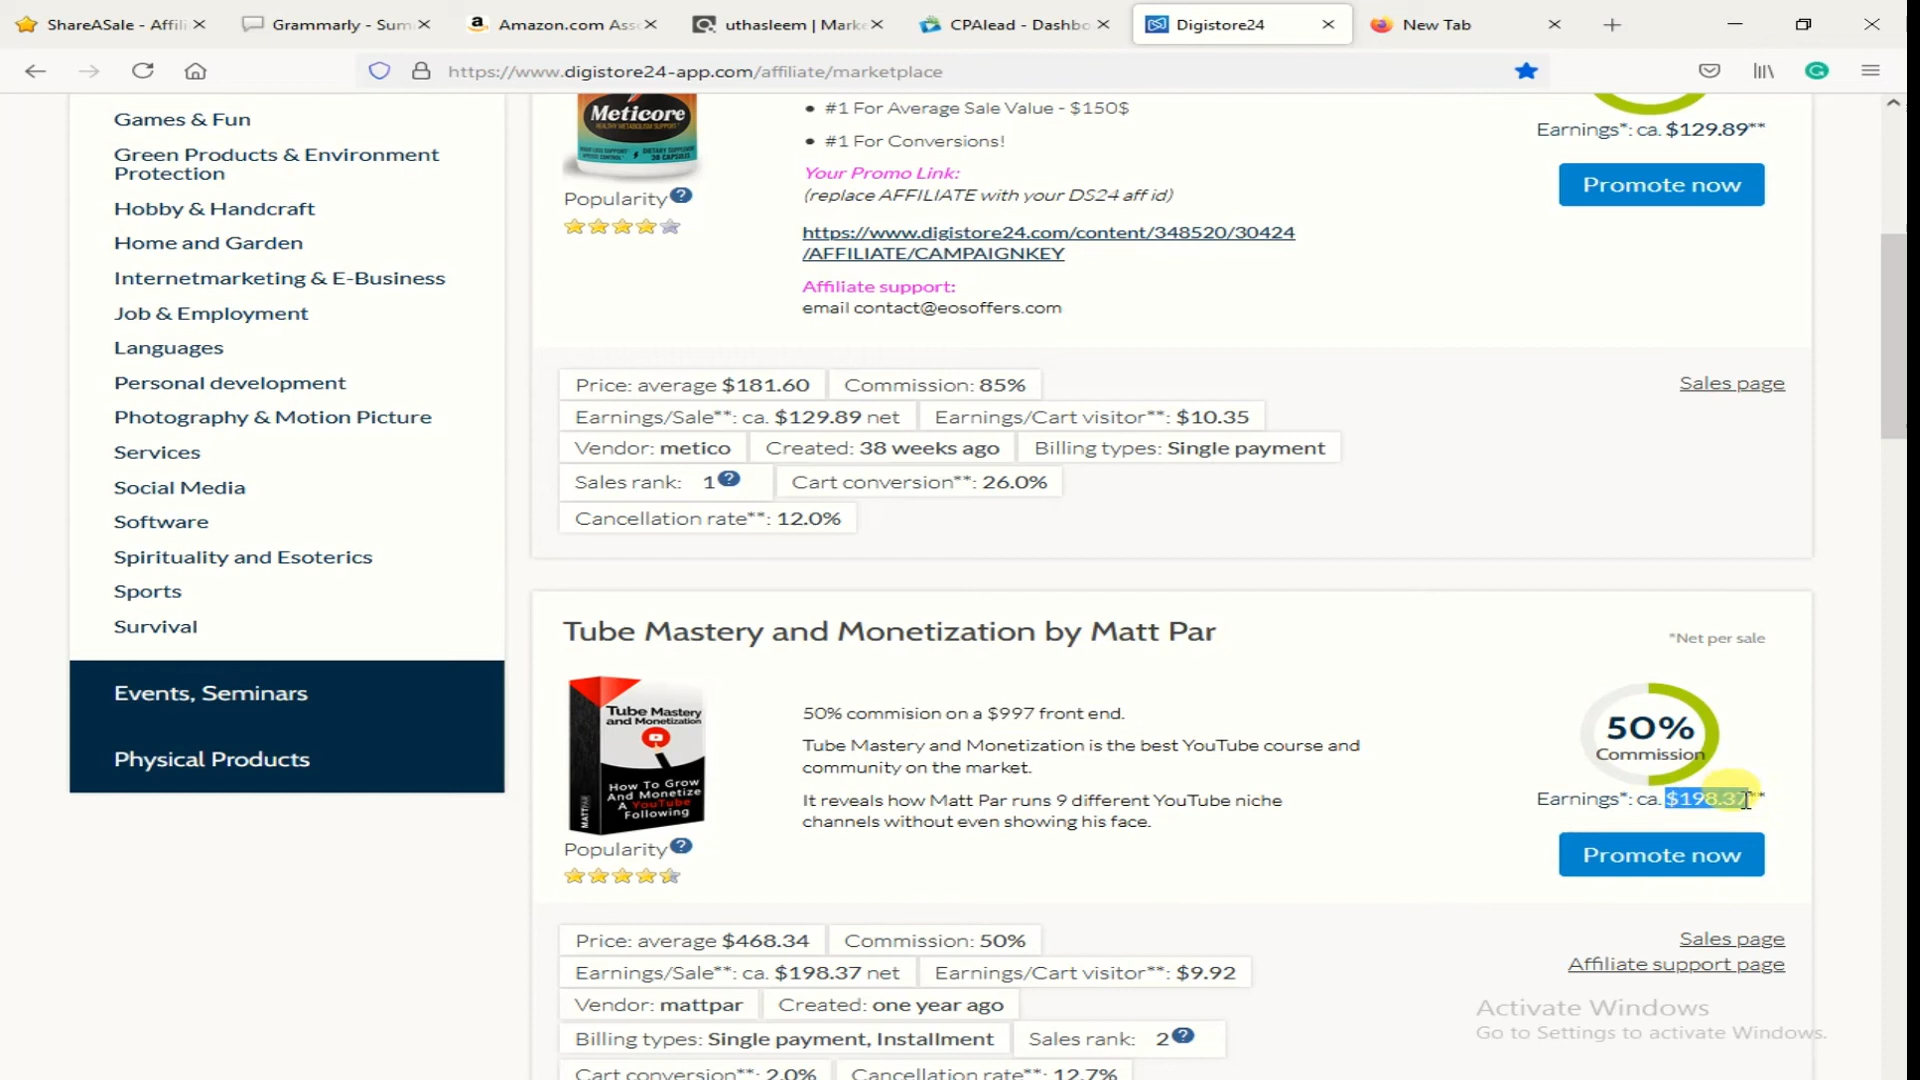 ShareASale - Affili
Grammarly - Sum
Amazon.com Ass
uthasleem | Marke
CPAlead - Dashbo
Digistore24
New Tab
https://www.digistore24-app.com/affiliate/marketplace
Games & Fun
Green Products & Environment
Protection
Hobby & Handcraft
Home and Garden
Internetmarketing & E-Business
Job & Employment
Languages
Personal development
Photography & Motion Picture
Services
Social Media
Software
Spirituality and Esoterics
Sports
Survival
Events, Seminars
Physical Products
Meticore
HEALTHY METABOLISM SUPPORT
DIETARY SUPPLEMENT
30 CAPSULES
Popularity
#1 For Average Sale Value - $150$
#1 For Conversions!
Your Promo Link:
(replace AFFILIATE with your DS24 aff id)
https://www.digistore24.com/content/348520/30424
/AFFILIATE/CAMPAIGNKEY
Affiliate support:
email contact@eosoffers.com
Earnings*: ca. $129.89**
Promote now
Price: average $181.60
Commission: 85%
Sales page
Earnings/Sale**: ca. $129.89 net
Earnings/Cart visitor**: $10.35
Vendor: metico
Created: 38 weeks ago
Billing types: Single payment
Sales rank: 1
Cart conversion**: 26.0%
Cancellation rate**: 12.0%
Tube Mastery and Monetization by Matt Par
*Net per sale
Tube Mastery
and Monetization
How To Grow
And Monetize
A YouTube
Following
MATT PAR
Popularity
50% commision on a $997 front end.
Tube Mastery and Monetization is the best YouTube course and
community on the market.
It reveals how Matt Par runs 9 different YouTube niche
channels without even showing his face.
50%
Commission
Earnings*: ca. $198.37**
Promote now
Price: average $468.34
Commission: 50%
Sales page
Earnings/Sale**: ca. $198.37 net
Earnings/Cart visitor**: $9.92
Affiliate support page
Vendor: mattpar
Created: one year ago
Billing types: Single payment, Installment
Sales rank: 2
Cart conversion**: 2.0%
Cancellation rate**: 12.7%
Activate Windows
Go to Settings to activate Windows.